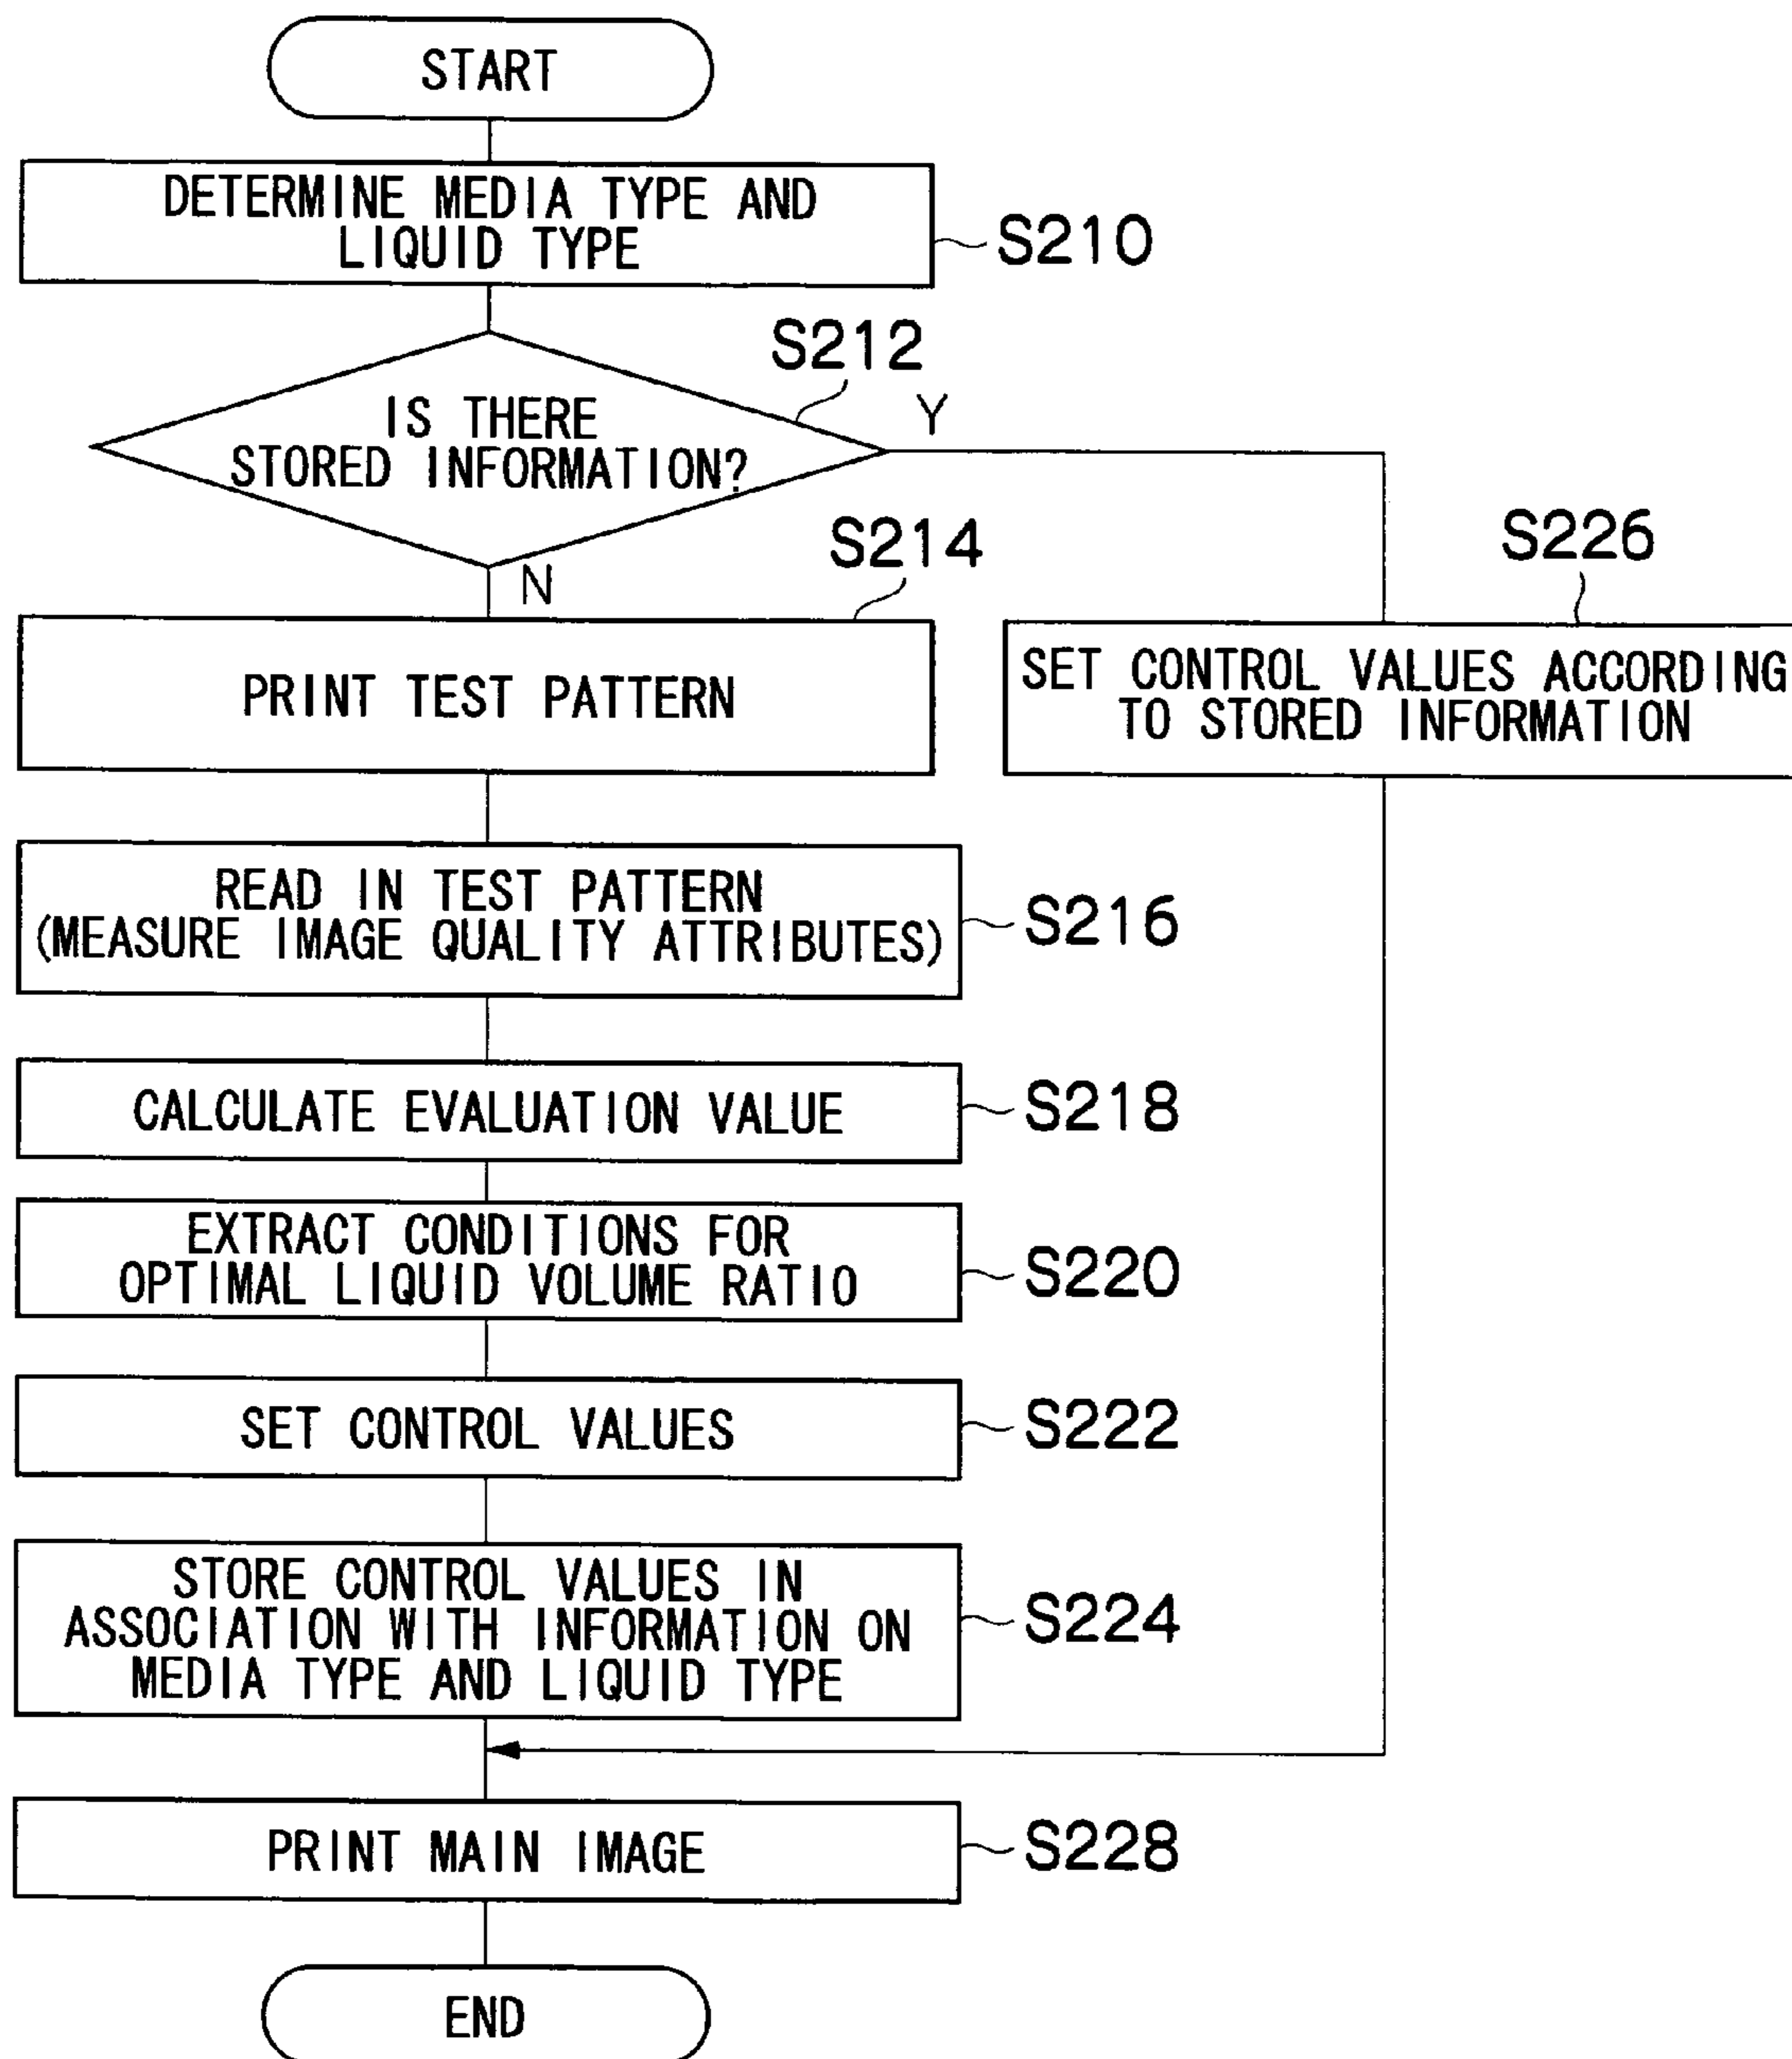 START
DETERMINE MEDIA TYPE AND
LIQUID TYPE
S210
S212
IS THERE
STORED INFORMATION?
Y
N
S214
PRINT TEST PATTERN
S226
SET CONTROL VALUES ACCORDING
TO STORED INFORMATION
READ IN TEST PATTERN
(MEASURE IMAGE QUALITY ATTRIBUTES)
S216
CALCULATE EVALUATION VALUE
S218
EXTRACT CONDITIONS FOR
OPTIMAL LIQUID VOLUME RATIO
S220
SET CONTROL VALUES
S222
STORE CONTROL VALUES IN
ASSOCIATION WITH INFORMATION ON
MEDIA TYPE AND LIQUID TYPE
S224
PRINT MAIN IMAGE
S228
END